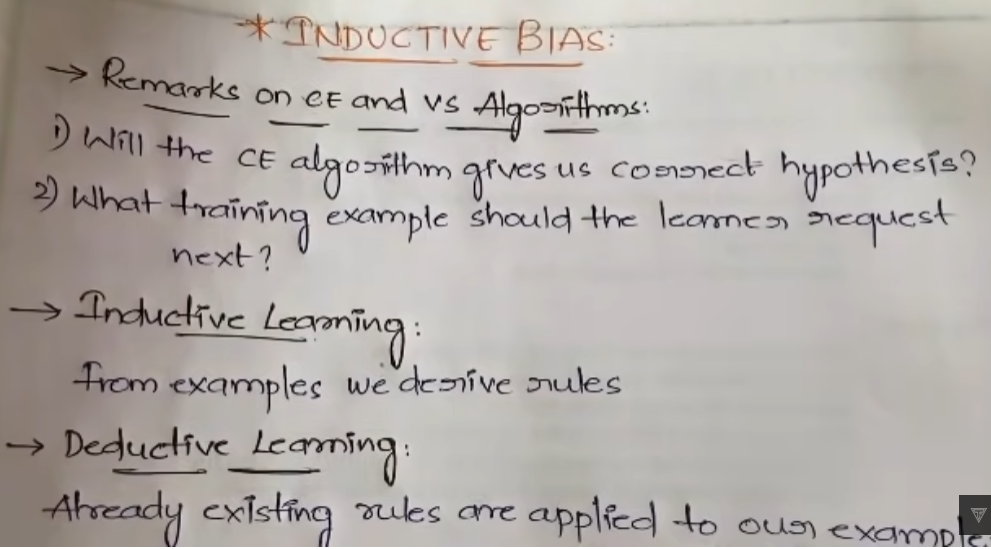 * INDUCTIVE BIAS:
→ Remarks on CE and VS Algorithms:
1) Will the CE algorithm gives us correct hypothesis?
2) What training example should the learner request
next?
→ Inductive Learning:
from examples we derive rules
→ Deductive Learning:
Already existing rules are applied to our example